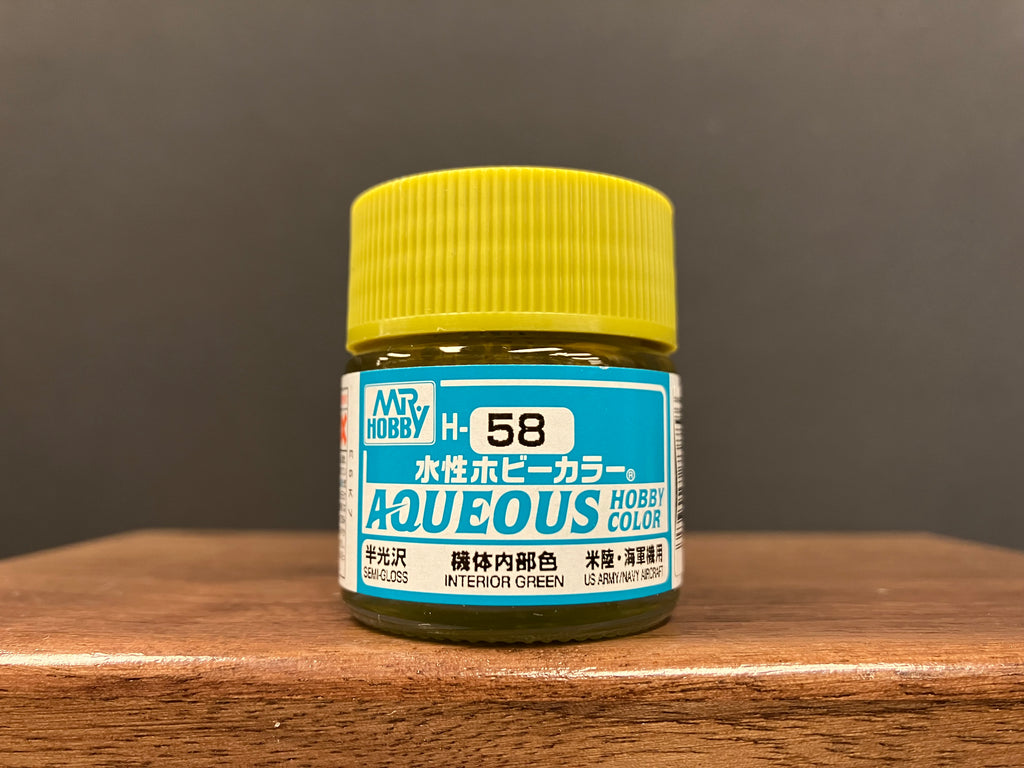 MR.
HOBBY
H-58
水性ホビーカラー®
AQUEOUS HOBBY
COLOR
半光沢
SEMI-GLOSS
機体内部色
INTERIOR GREEN
米陸・海軍機用
US ARMY/NAVY AIRCRAFT